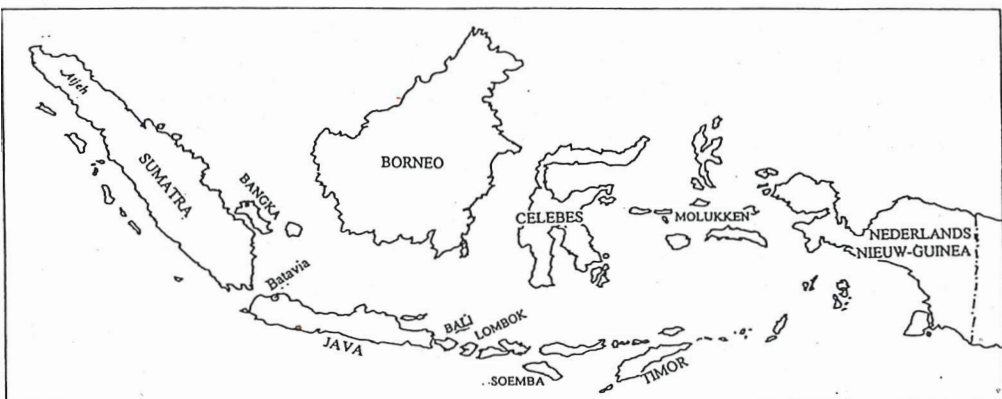 Atjeh
SUMATRA
BANGKA
Batavia
JAVA
BORNEO
BALI
LOMBOK
SOEMBA
TIMOR
CELEBES
MOLUKKEN
NEDERLANDS
NIEUW-GUINEA